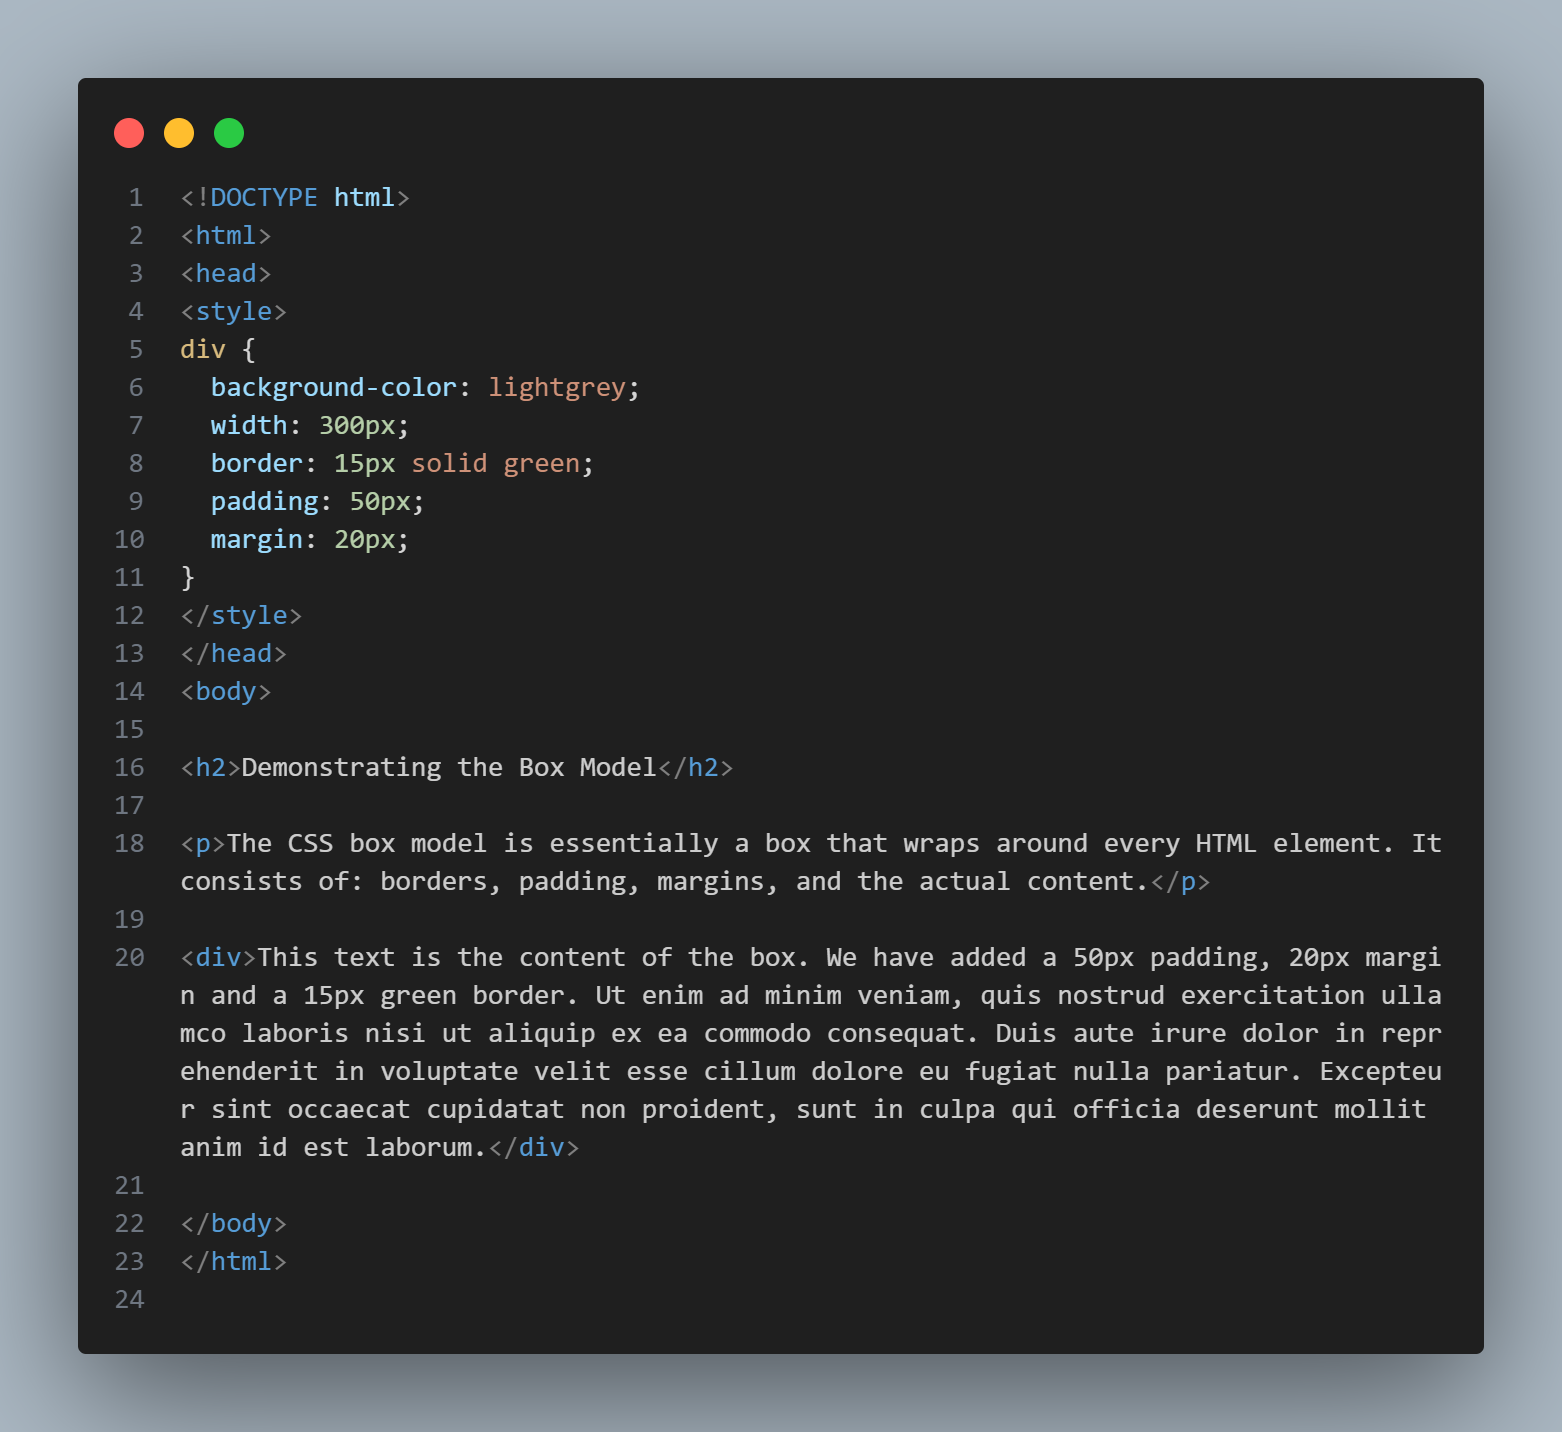 1 <!DOCTYPE html>
2 <html>
3 <head>
4 <style>
5 div {
6   background-color: lightgrey;
7   width: 300px;
8   border: 15px solid green;
9   padding: 50px;
10   margin: 20px;
11 }
12 </style>
13 </head>
14 <body>
15
16 <h2>Demonstrating the Box Model</h2>
17
18 <p>The CSS box model is essentially a box that wraps around every HTML element. It
consists of: borders, padding, margins, and the actual content.</p>
19
20 <div>This text is the content of the box. We have added a 50px padding, 20px margi
n and a 15px green border. Ut enim ad minim veniam, quis nostrud exercitation ulla
mco laboris nisi ut aliquip ex ea commodo consequat. Duis aute irure dolor in repr
ehenderit in voluptate velit esse cillum dolore eu fugiat nulla pariatur. Excepteu
r sint occaecat cupidatat non proident, sunt in culpa qui officia deserunt mollit
anim id est laborum.</div>
21
22 </body>
23 </html>
24